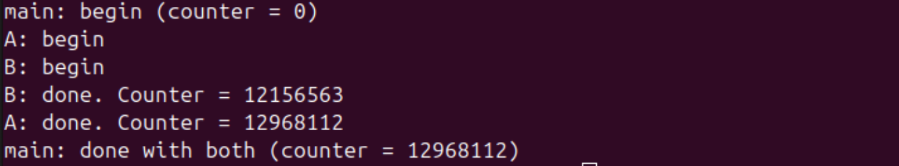 main: begin (counter = 0)
A: begin
B: begin
B: done. Counter = 12156563
A: done. Counter = 12968112
main: done with both (counter = 12968112)